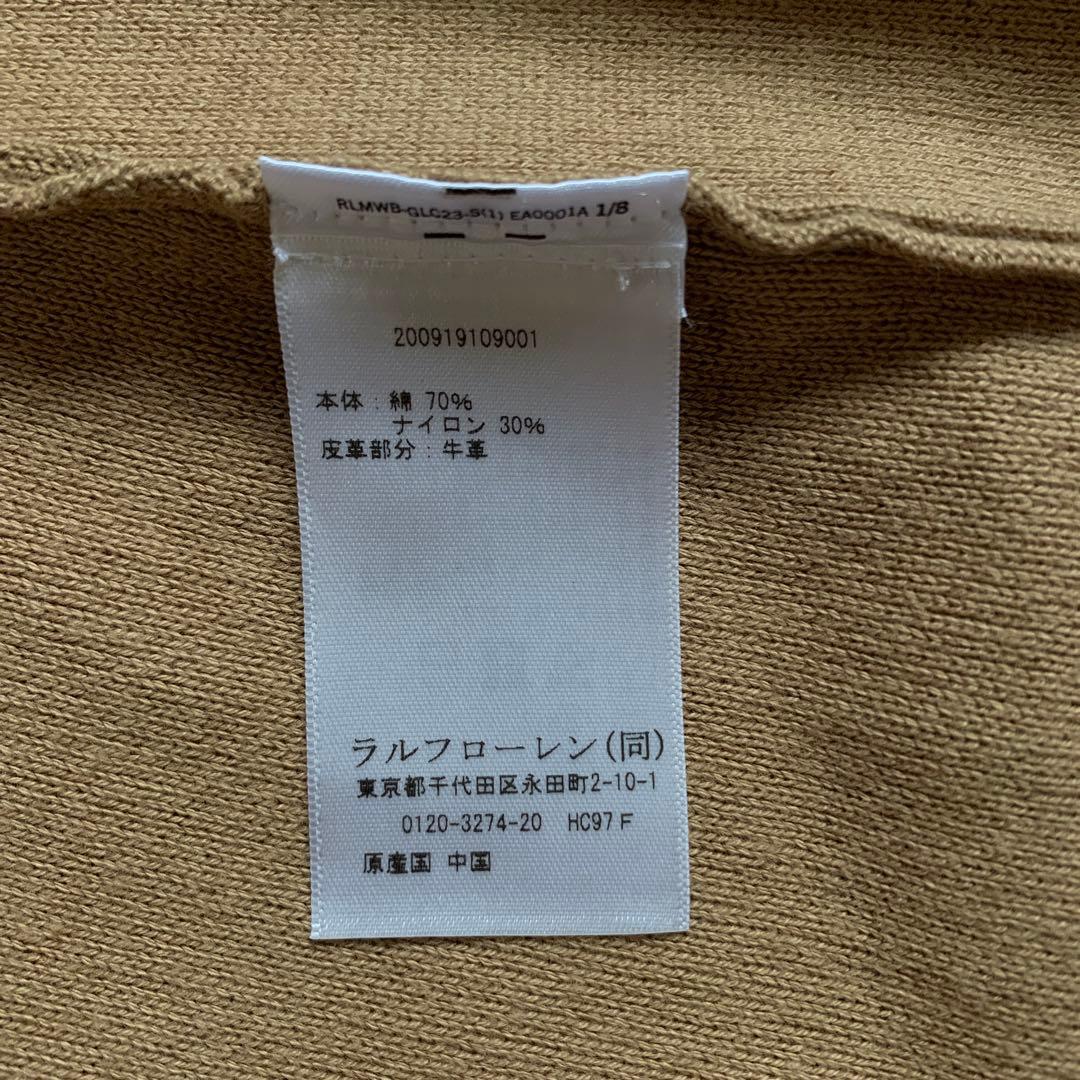 RLMWB-GLC23-S(1) EA0001A 1/8
200919109001
本体：綿 70%
ナイロン 30%
皮革部分：牛革
ラルフローレン(同)
東京都千代田区永田町2-10-1
0120-3274-20 HC97 F
原産国 中国